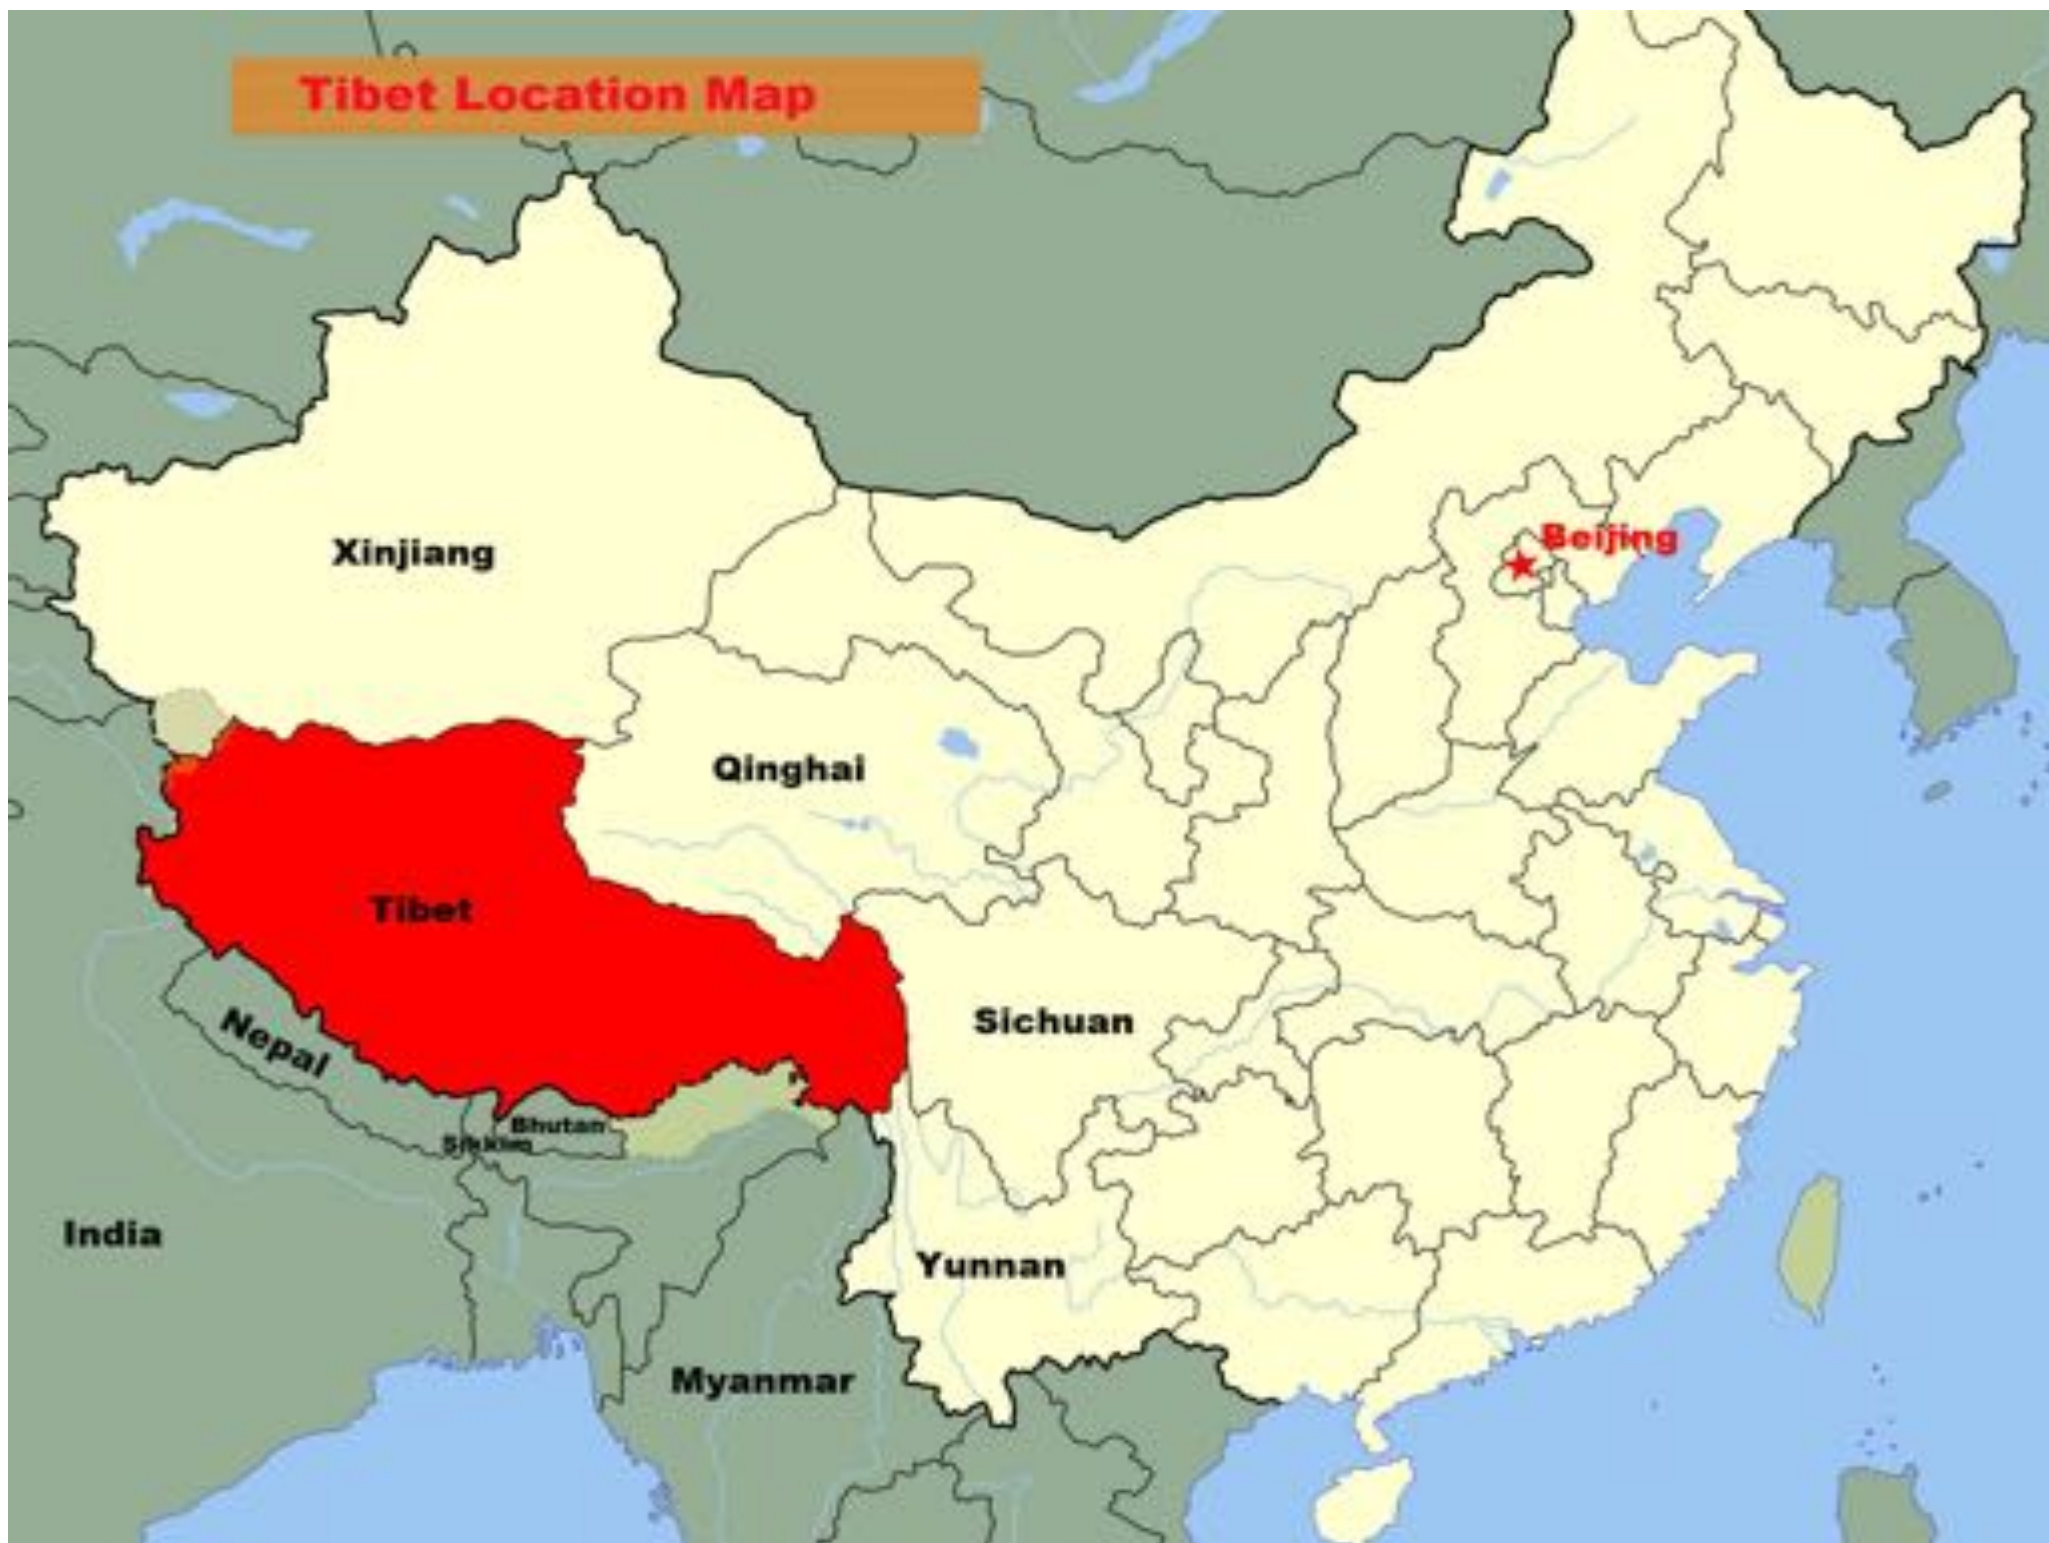 Tibet Location Map
Beijing
Xinjiang
Qinghai
Tibet
Sichuan
Nepal
Bhutan
Sikkim
India
Yunnan
Myanmar